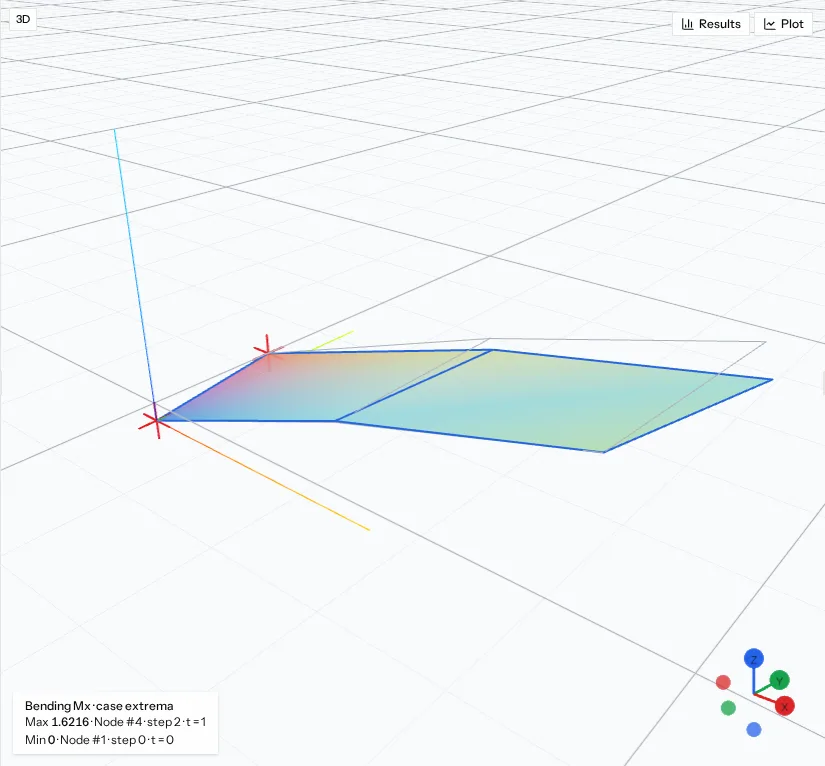 3D
Results
Plot
Z
Y
X
Bending Mx·case extrema
Max 1.6216·Node #4·step 2·t=1
Min 0·Node #1·step 0·t=0